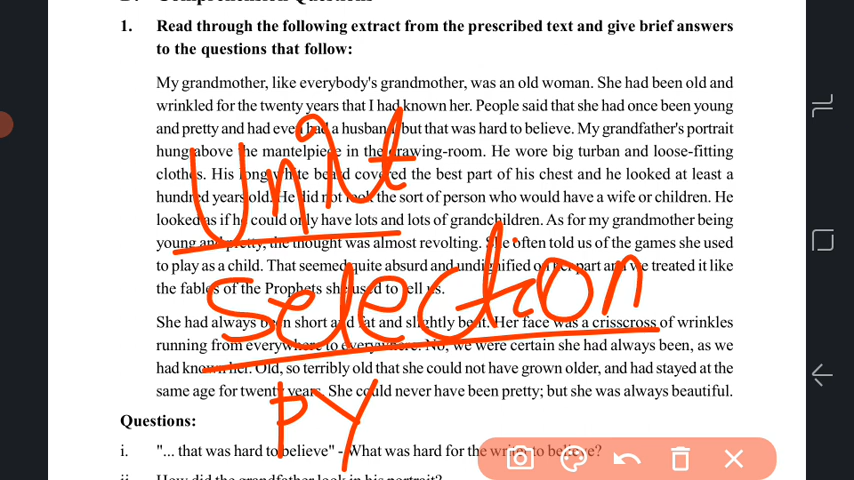 1. Read through the following extract from the prescribed text and give brief answers
to the questions that follow:
My grandmother, like everybody's grandmother, was an old woman. She had been old and
wrinkled for the twenty years that I had known her. People said that she had once been young
and pretty and had even had a husband, but that was hard to believe. My grandfather's portrait
hung above the mantelpiece in the drawing-room. He wore big turban and loose-fitting
clothes. His long white beard covered the best part of his chest and he looked at least a
hundred years old. He did not look the sort of person who would have a wife or children. He
looked as if he could only have lots and lots of grandchildren. As for my grandmother being
young and pretty, the thought was almost revolting. She often told us of the games she used
to play as a child. That seemed quite absurd and undignified on her part and we treated it like
the fables of the Prophets she used to tell us.
She had always been short and fat and slightly bent. Her face was a crisscross of wrinkles
running from everywhere to everywhere. No, we were certain she had always been, as we
had known her. Old, so terribly old that she could not have grown older, and had stayed at the
same age for twenty years. She could never have been pretty; but she was always beautiful.
Questions:
i. "... that was hard to believe" - What was hard for the writer to believe?
ii. How did the grandfather look in his portrait?
Unit
Selection
PY